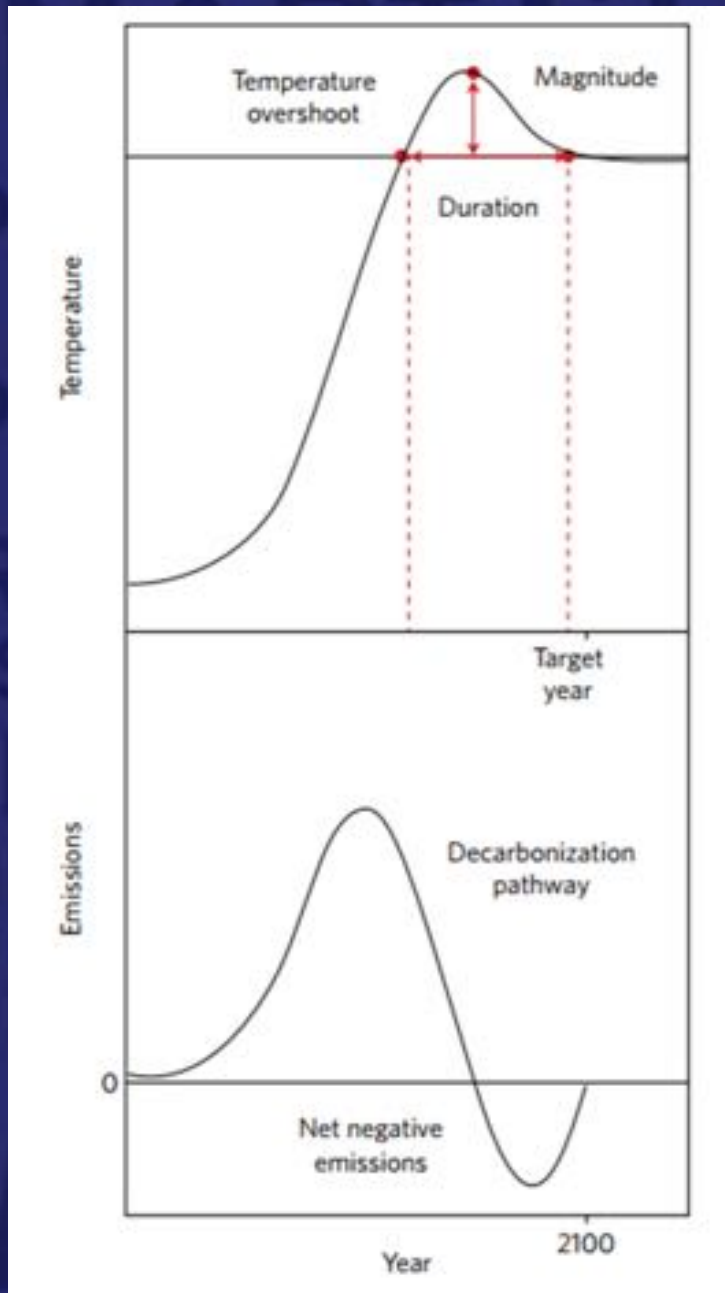 Temperature
overshoot
Magnitude
Duration
Temperature
Target
year
Decarbonization
pathway
Emissions
0
Net negative
emissions
2100
Year